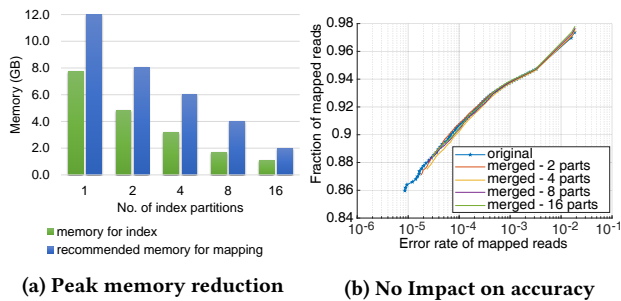 12.0
10.0
8.0
6.0
4.0
2.0
0.0
Memory (GB)
1 2 4 8 16
No. of index partitions
memory for index
recommended memory for mapping
(a) Peak memory reduction
0.98
0.96
0.94
0.92
0.9
0.88
0.86
0.84
Fraction of mapped reads
original
merged - 2 parts
merged - 4 parts
merged - 8 parts
merged - 16 parts
10-6 10-5 10-4 10-3 10-2 10-1
Error rate of mapped reads
(b) No Impact on accuracy